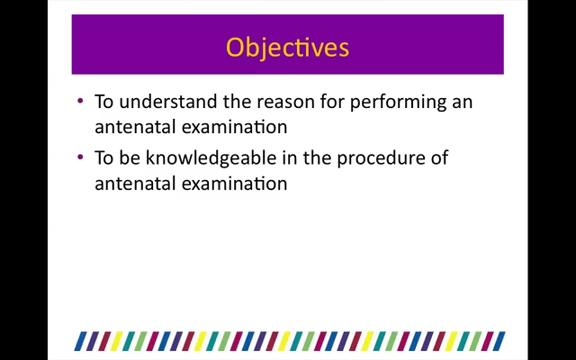 Objectives
• To understand the reason for performing an
antenatal examination
• To be knowledgeable in the procedure of
antenatal examination